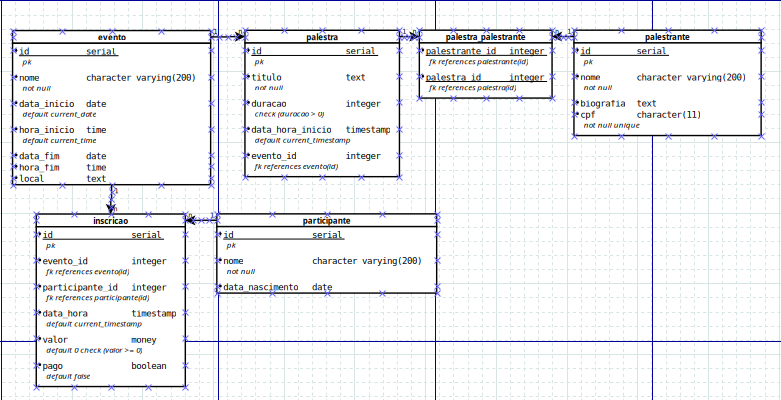 evento
id serial
pk
nome character varying(200)
not null
data_inicio date
default current_date
hora_inicio time
default current_time
data_fim date
hora_fim time
local text
palestra
id serial
pk
titulo text
not null
duracao integer
check (duracao > 0)
data_hora_inicio timestamp
default current_timestamp
evento_id integer
fk references evento(id)
palestra_palestrante
palestrante_id integer
fk references palestrante(id)
palestra_id integer
fk references palestra(id)
palestrante
id serial
pk
nome character varying(200)
not null
biografia text
cpf character(11)
not null unique
inscricao
id serial
pk
evento_id integer
fk references evento(id)
participante_id integer
fk references participante(id)
data_hora timestamp
default current_timestamp
valor money
default 0 check (valor >= 0)
pago boolean
default false
participante
id serial
pk
nome character varying(200)
not null
data_nascimento date